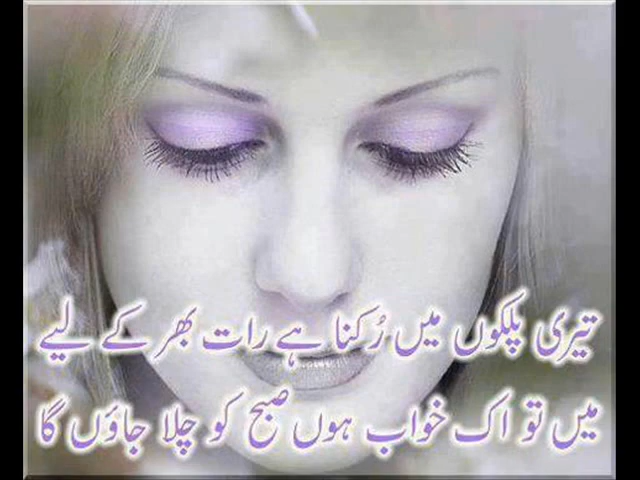 تیری پلکوں میں رُکنا ہے رات بھر کے لیے
میں تو اک خواب ہوں صبح کو چلا جاؤں گا